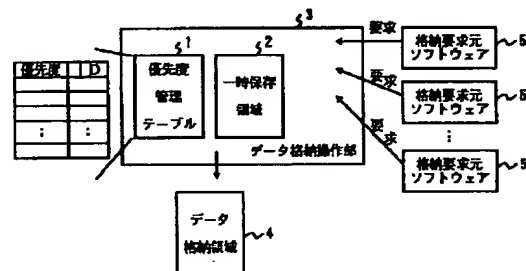 3
要求
格納要求元
ソフトウェア
5
1
2
優先度
管理
テーブル
一時保存
領域
優先度
ID
:
:
要求
格納要求元
ソフトウェア
5
:
要求
格納要求元
ソフトウェア
5
データ格納操作部
データ
格納領域
4